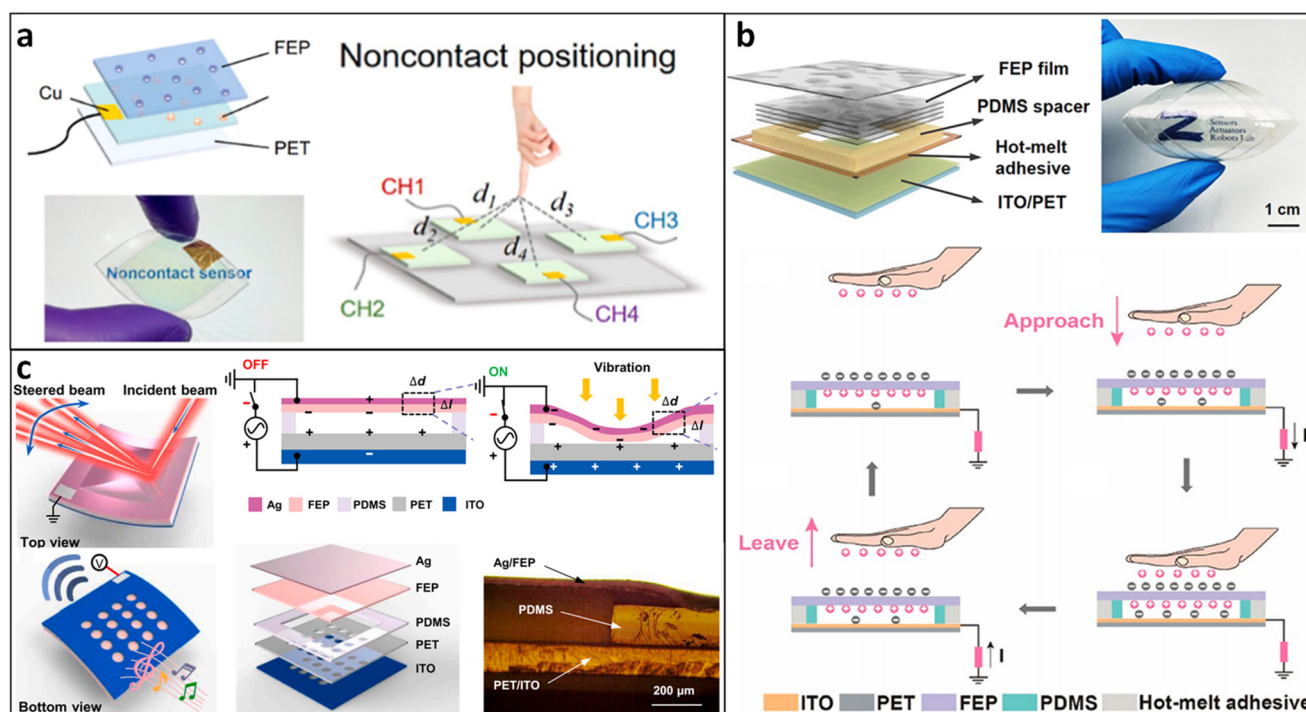 a
FEP
Cu
PET
Noncontact sensor
Noncontact positioning
CH1
d1
d2
d3
d4
CH3
CH2
CH4
b
FEP film
PDMS spacer
Hot-melt adhesive
ITO/PET
Sensors
Actuators
Robots Lab
1 cm
Approach
I
Leave
I
ITO PET FEP PDMS Hot-melt adhesive
c
Steered beam
Incident beam
Top view
OFF
Δd
Δl
ON
Vibration
Δd
Δl
Ag FEP PDMS PET ITO
V
Bottom view
Ag
FEP
PDMS
PET
ITO
Ag/FEP
PDMS
PET/ITO
200 μm